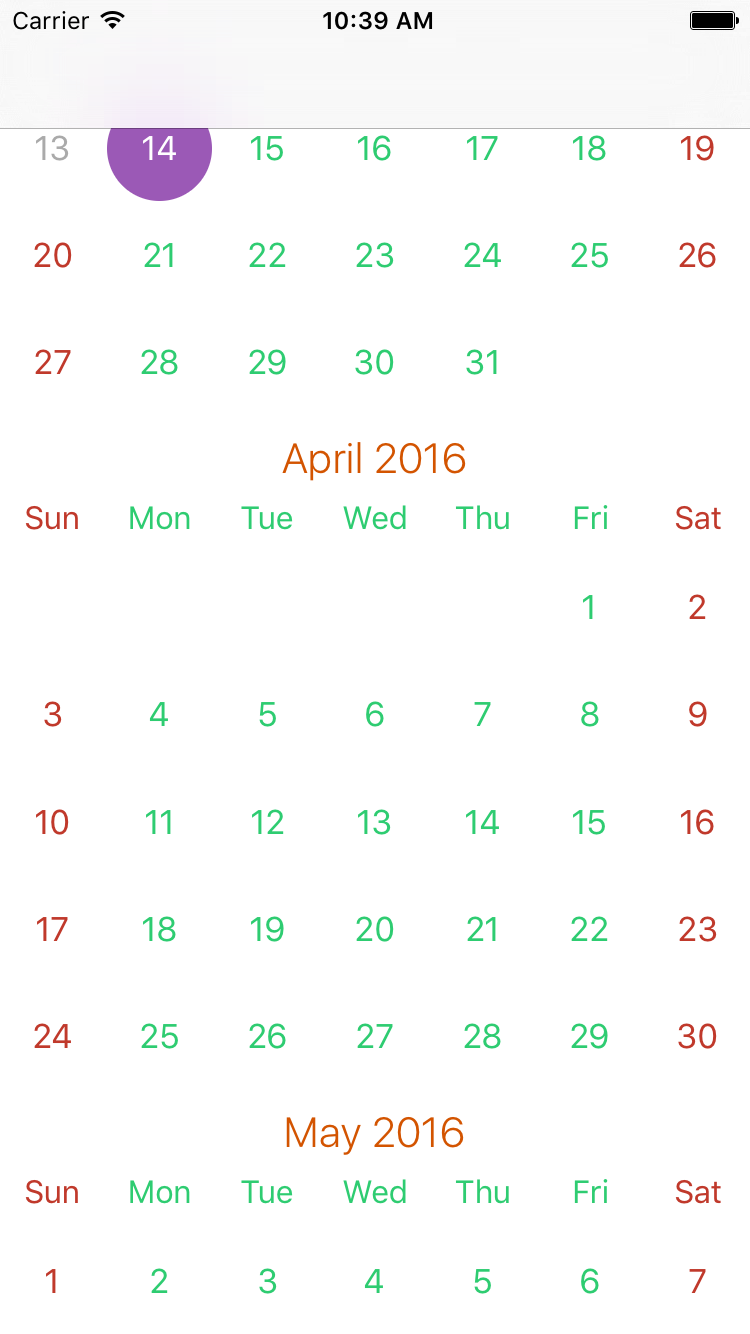 Carrier 10:39 AM
13 14 15 16 17 18 19
20 21 22 23 24 25 26
27 28 29 30 31
April 2016
Sun Mon Tue Wed Thu Fri Sat
1 2
3 4 5 6 7 8 9
10 11 12 13 14 15 16
17 18 19 20 21 22 23
24 25 26 27 28 29 30
May 2016
Sun Mon Tue Wed Thu Fri Sat
1 2 3 4 5 6 7